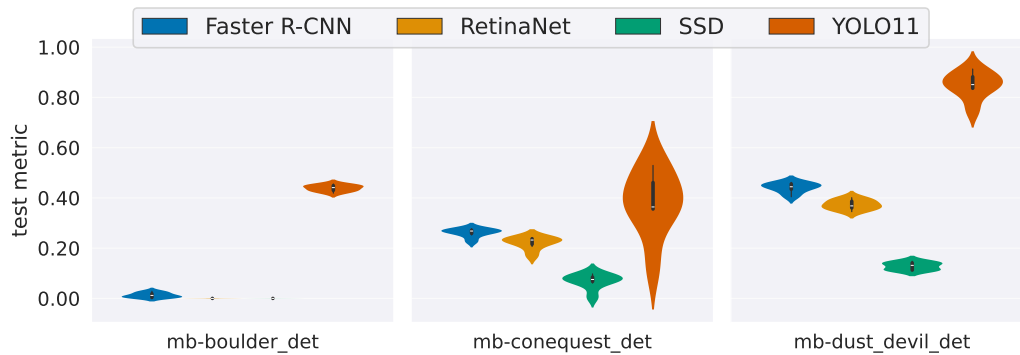 Faster R-CNN RetinaNet SSD YOLO11
test metric
1.00
0.80
0.60
0.40
0.20
0.00
mb-boulder_det mb-conequest_det mb-dust_devil_det